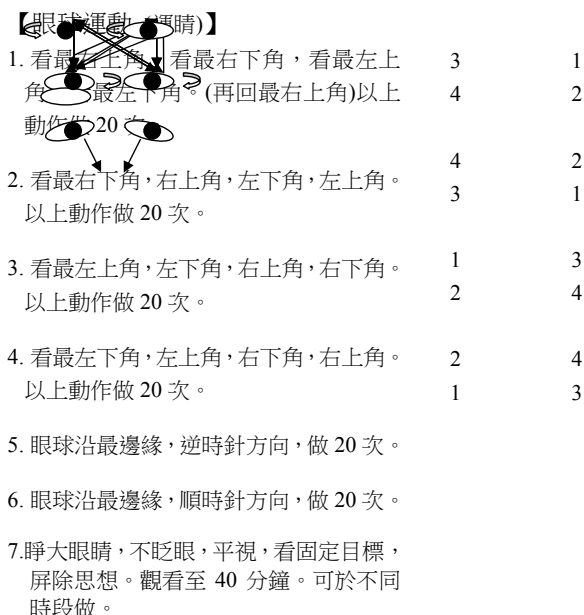 【眼球運動 (運睛)】
1. 看最右上角，看最右下角，看最左上 3 1
角 最左下角。(再回最右上角)以上 4 2
動作做 20 次。
4 2
2. 看最右下角，右上角，左下角，左上角。 3 1
以上動作做 20 次。
3. 看最左上角，左下角，右上角，右下角。 1 3
以上動作做 20 次。 2 4
4. 看最左下角，左上角，右下角，右上角。 2 4
以上動作做 20 次。 1 3
5. 眼球沿最邊緣，逆時針方向，做 20 次。
6. 眼球沿最邊緣，順時針方向，做 20 次。
7.睜大眼睛，不眨眼，平視，看固定目標，
屏除思想。觀看至 40 分鐘。可於不同
時段做。